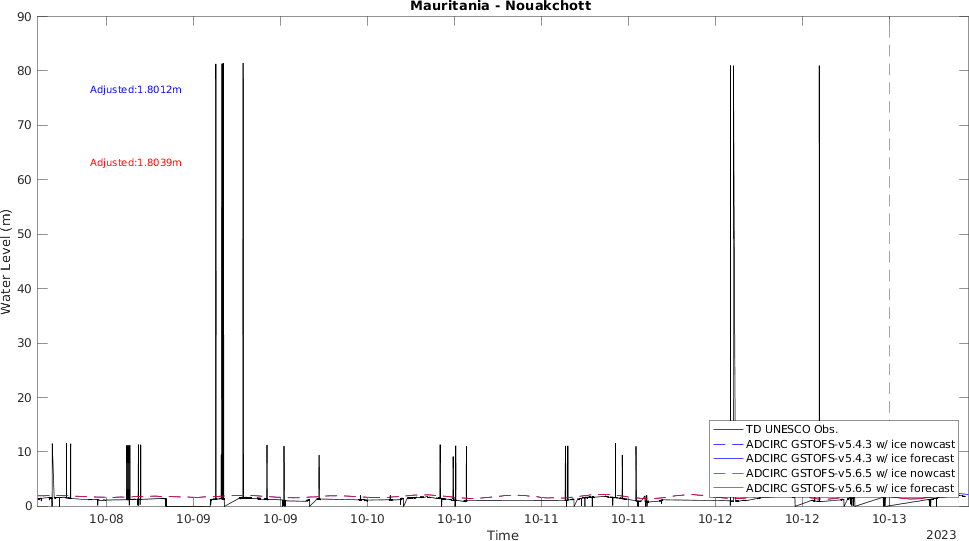 Mauritania - Nouakchott
90
80
70
60
50
40
30
20
10
0
Water Level (m)
Adjusted:1.8012m
Adjusted:1.8039m
TD UNESCO Obs.
ADCIRC GSTOFS-v5.4.3 w/ ice nowcast
ADCIRC GSTOFS-v5.4.3 w/ ice forecast
ADCIRC GSTOFS-v5.6.5 w/ ice nowcast
ADCIRC GSTOFS-v5.6.5 w/ ice forecast
10-08 10-09 10-09 10-10 10-10 10-11 10-11 10-12 10-12 10-13
Time
2023